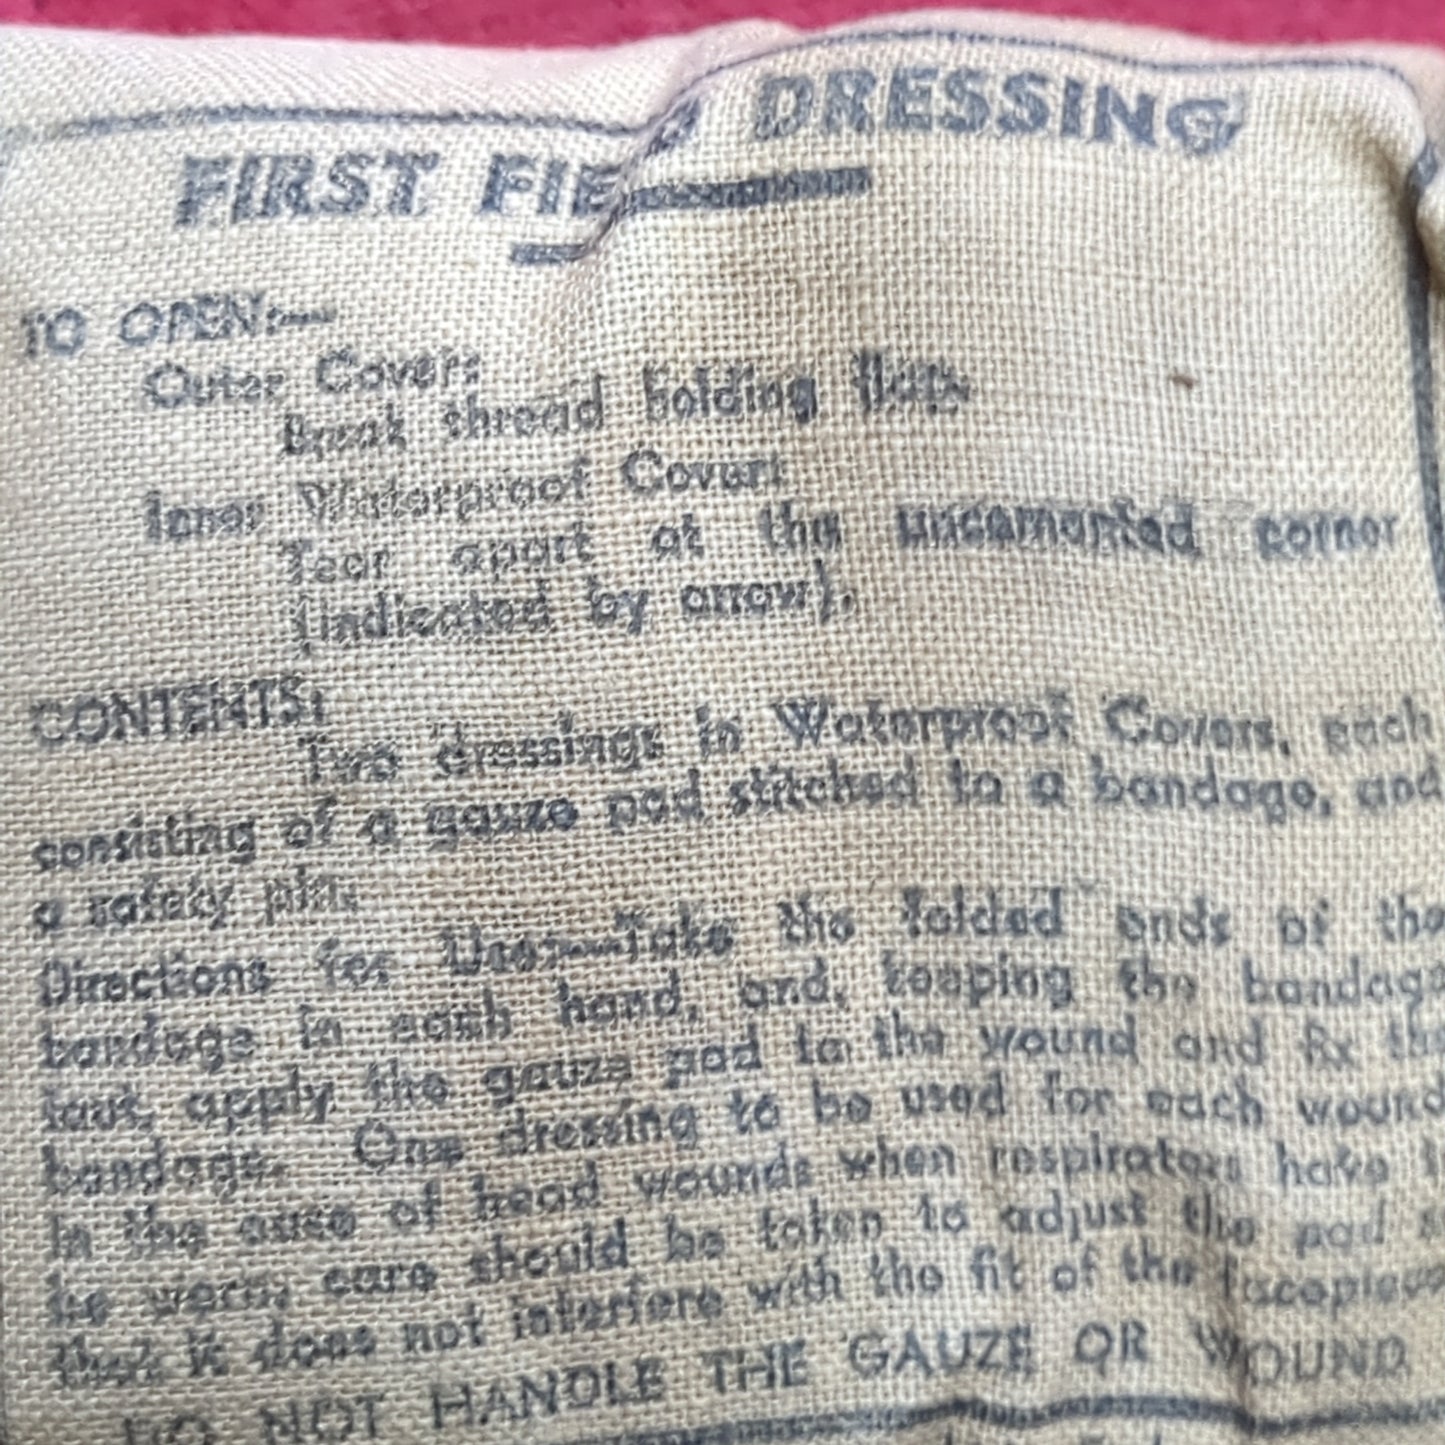 FIRST FIELD DRESSING
TO OPEN:—
Outer Cover:
Break thread holding flaps
Inner Waterproof Cover:
Tear apart at the uncemented corner
(indicated by arrow).
CONTENTS:
Two dressings in Waterproof Covers, each
consisting of a gauze pad stitched to a bandage, and
a safety pin.
Directions for Use:—Take the folded ends of the
bandage in each hand, and, keeping the bandage
taut, apply the gauze pad to the wound and fix the
bandage. One dressing to be used for each wound
In the case of head wounds when respirators have t
be worn, care should be taken to adjust the pad s
that it does not interfere with the fit of the facepiece
DO NOT HANDLE THE GAUZE OR WOUND